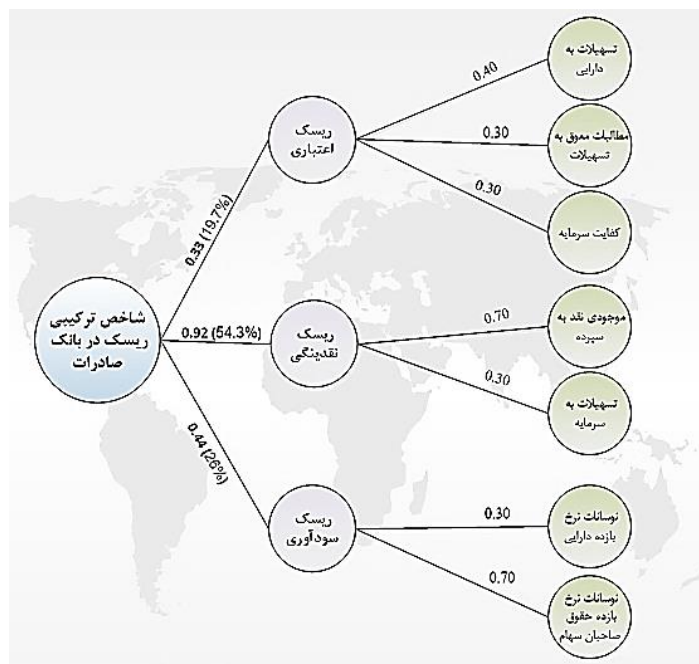 شاخص ترکیبی
ریسک در بانک
صادرات
0.33 (19.7%)
ریسک
اعتباری
0.40
تسهیلات به
دارایی
0.30
مطالبات معوق به
تسهیلات
0.30
کفایت سرمایه
0.92 (54.3%)
ریسک
نقدینگی
0.70
موجودی نقد به
سپرده
0.30
تسهیلات به
سرمایه
0.44 (26%)
ریسک
سودآوری
0.30
نوسانات نرخ
بازده دارایی
0.70
نوسانات نرخ
بازده حقوق
صاحبان سهام